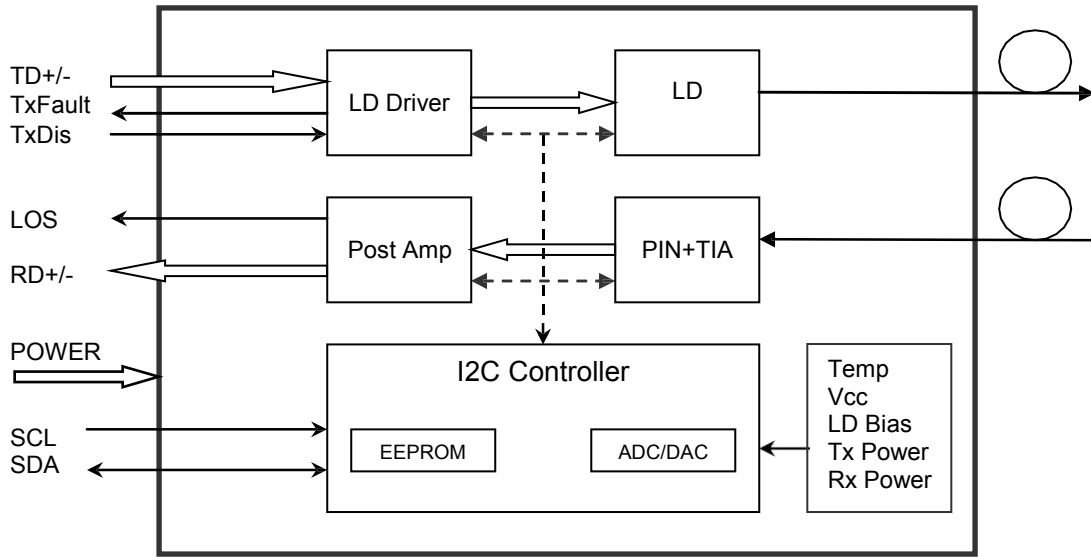 TD+/-
TxFault
TxDis
LD Driver
LD
LOS
RD+/-
Post Amp
PIN+TIA
POWER
SCL
SDA
I2C Controller
EEPROM
ADC/DAC
Temp
Vcc
LD Bias
Tx Power
Rx Power